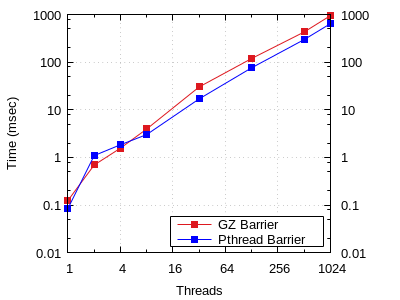 1000 1000
100 100
10 10
1 1
0.1 0.1
0.01 0.01
Time (msec)
GZ Barrier
Pthread Barrier
1 4 16 64 256 1024
Threads